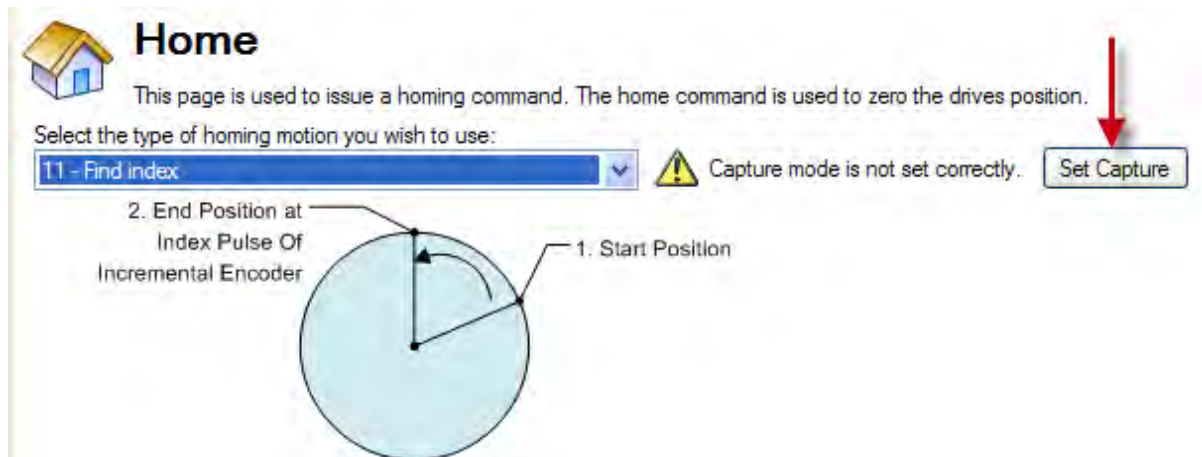 Home
This page is used to issue a homing command. The home command is used to zero the drives position.
Select the type of homing motion you wish to use:
11 - Find index
Capture mode is not set correctly.
Set Capture
2. End Position at
Index Pulse Of
Incremental Encoder
1. Start Position